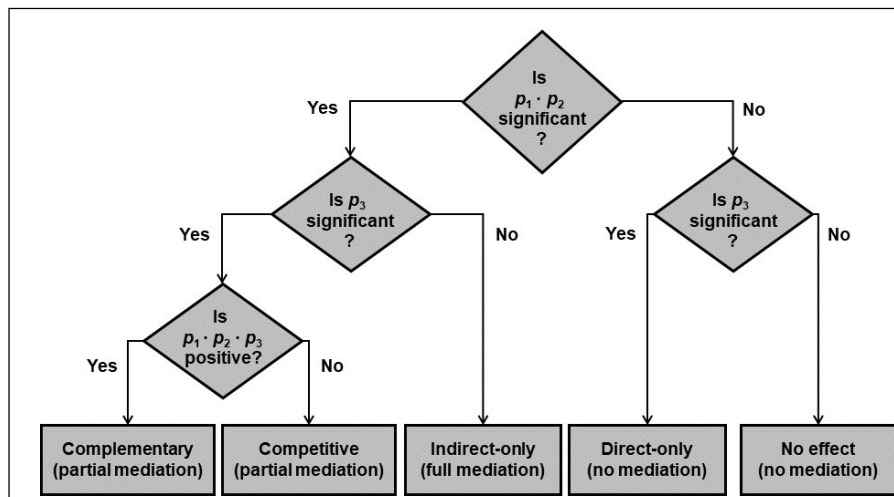 Is
p₁ · p₂
significant
?
Yes
No
Is p₃
significant
?
Is p₃
significant
?
Yes
No
Yes
No
Is
p₁ · p₂ · p₃
positive?
Yes
No
Complementary
(partial mediation)
Competitive
(partial mediation)
Indirect-only
(full mediation)
Direct-only
(no mediation)
No effect
(no mediation)